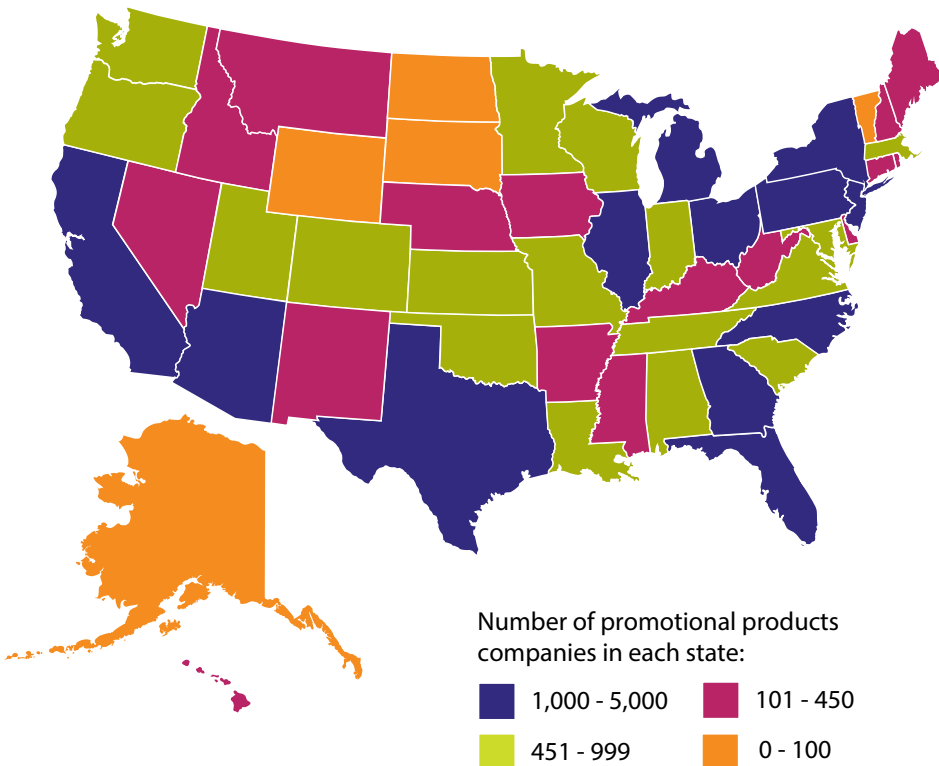 Number of promotional products
companies in each state:
1,000 - 5,000
101 - 450
451 - 999
0 - 100